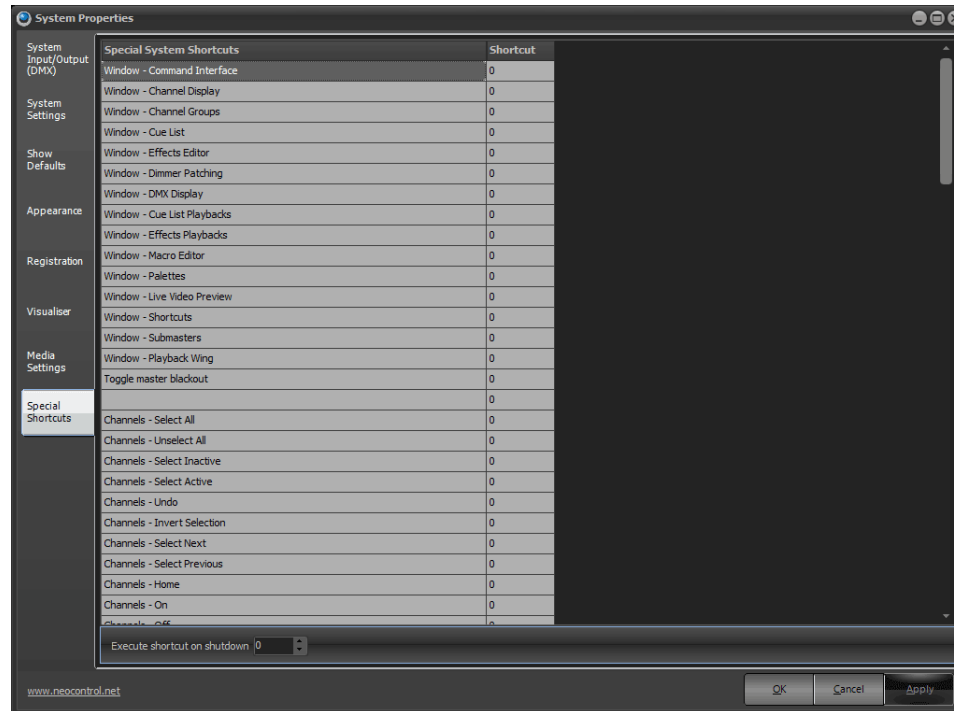 System Properties
System
Input/Output
(DMX)
System
Settings
Show
Defaults
Appearance
Registration
Visualiser
Media
Settings
Special
Shortcuts
Special System Shortcuts Shortcut
Window - Command Interface 0
Window - Channel Display 0
Window - Channel Groups 0
Window - Cue List 0
Window - Effects Editor 0
Window - Dimmer Patching 0
Window - DMX Display 0
Window - Cue List Playbacks 0
Window - Effects Playbacks 0
Window - Macro Editor 0
Window - Palettes 0
Window - Live Video Preview 0
Window - Shortcuts 0
Window - Submasters 0
Window - Playback Wing 0
Toggle master blackout 0
0
Channels - Select All 0
Channels - Unselect All 0
Channels - Select Inactive 0
Channels - Select Active 0
Channels - Undo 0
Channels - Invert Selection 0
Channels - Select Next 0
Channels - Select Previous 0
Channels - Home 0
Channels - On 0
Channels - Off 0
Execute shortcut on shutdown 0
www.neocontrol.net
OK Cancel Apply